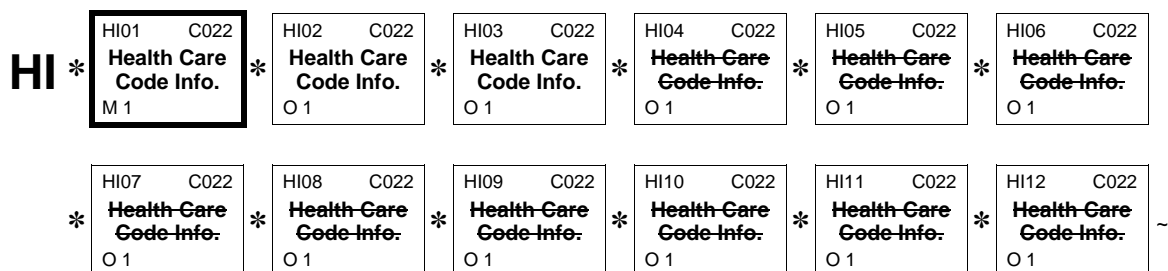 HI * HI01 C022 * HI02 C022 * HI03 C022 * HI04 C022 * HI05 C022 * HI06 C022
Health Care Health Care Health Care Health Care Health Care Health Care
Code Info. Code Info. Code Info. Code Info. Code Info. Code Info.
M 1 O 1 O 1 O 1 O 1 O 1
* HI07 C022 * HI08 C022 * HI09 C022 * HI10 C022 * HI11 C022 * HI12 C022 ~
Health Care Health Care Health Care Health Care Health Care Health Care
Code Info. Code Info. Code Info. Code Info. Code Info. Code Info.
O 1 O 1 O 1 O 1 O 1 O 1